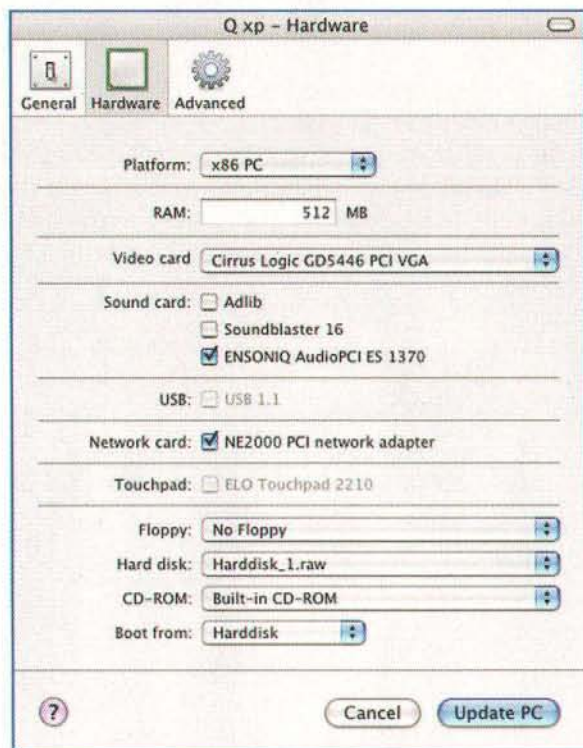 Q xp – Hardware
General Hardware Advanced
Platform: x86 PC
RAM: 512 MB
Video card Cirrus Logic GD5446 PCI VGA
Sound card: Adlib
Soundblaster 16
ENSONIQ AudioPCI ES 1370
USB: USB 1.1
Network card: NE2000 PCI network adapter
Touchpad: ELO Touchpad 2210
Floppy: No Floppy
Hard disk: Harddisk_1.raw
CD-ROM: Built-in CD-ROM
Boot from: Harddisk
? Cancel Update PC